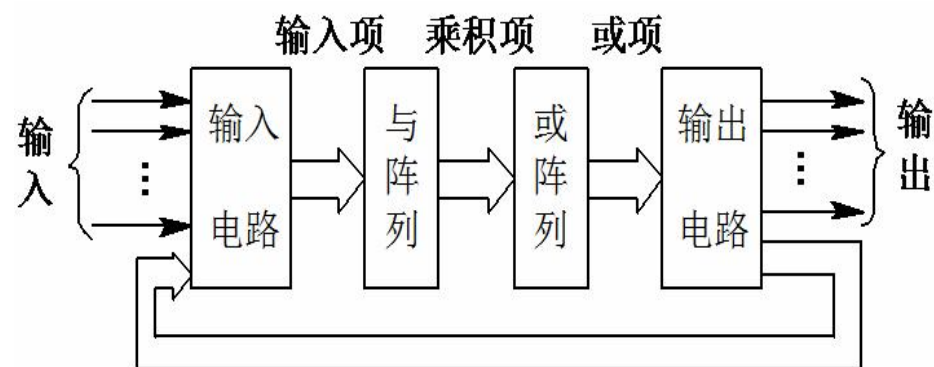 输入项 乘积项 或项
输入
输入电路
与阵列
或阵列
输出电路
输出